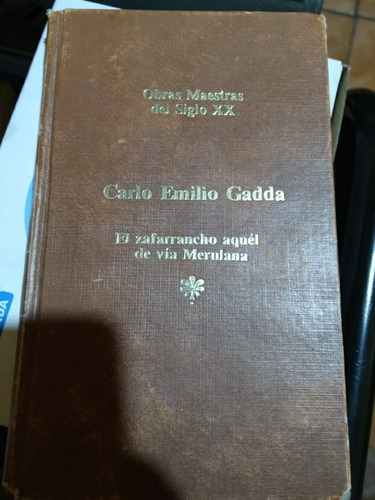 Obras Maestras
del Siglo XX
Carlo Emilio Gadda
El zafarrancho aquél
de vía Merulana